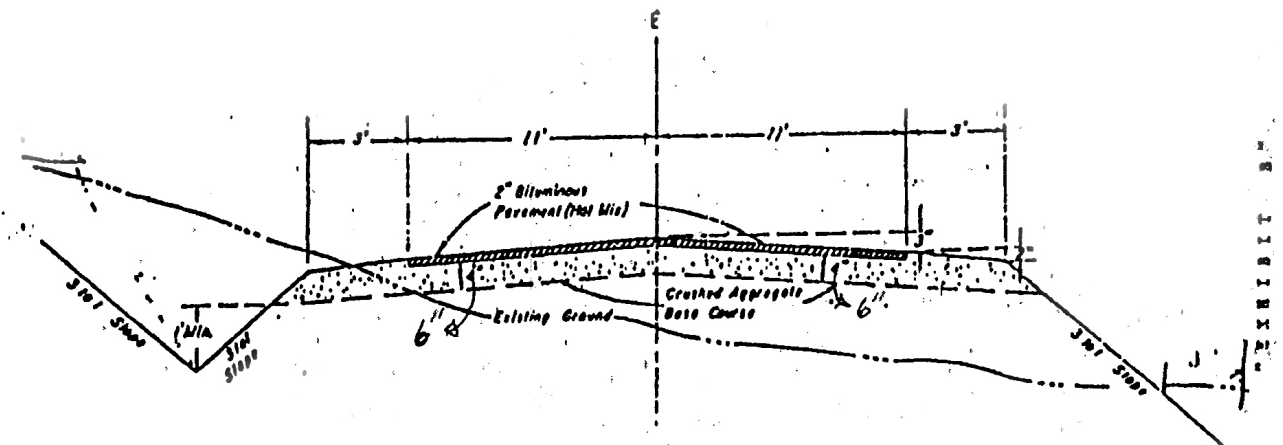 3'
11'
11'
3'
2" Bituminous
Pavement (Hot Mix)
3 to 1 Slope
1' Min
3 to 1
Slope
6"
Existing Ground
Crushed Aggregate
Base Course
6"
3 to 1 Slope
3'
"EXHIBIT B"